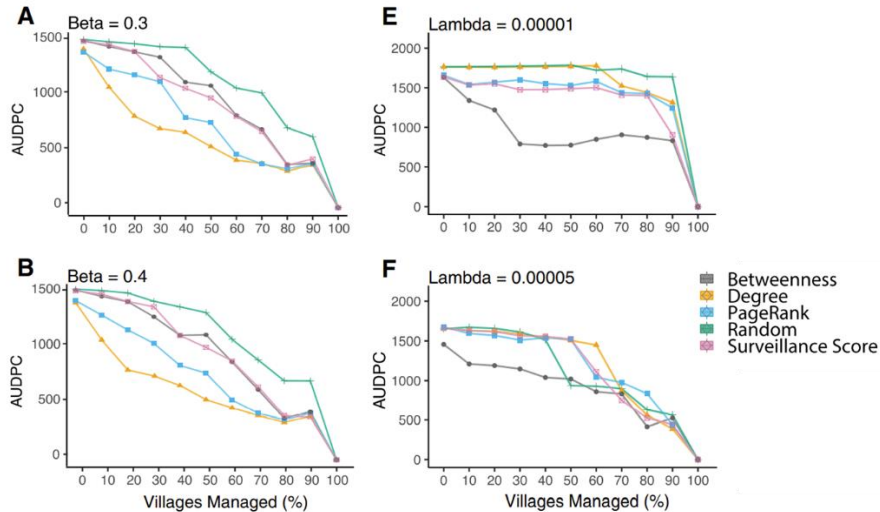 A
Beta = 0.3
AUDPC
1500
1000
500
0
0 10 20 30 40 50 60 70 80 90 100
E
Lambda = 0.00001
AUDPC
2000
1500
1000
500
0
0 10 20 30 40 50 60 70 80 90 100
B
Beta = 0.4
AUDPC
1500
1000
500
0
0 10 20 30 40 50 60 70 80 90 100
Villages Managed (%)
F
Lambda = 0.00005
AUDPC
2000
1500
1000
500
0
0 10 20 30 40 50 60 70 80 90 100
Villages Managed (%)
Betweenness
Degree
PageRank
Random
Surveillance Score